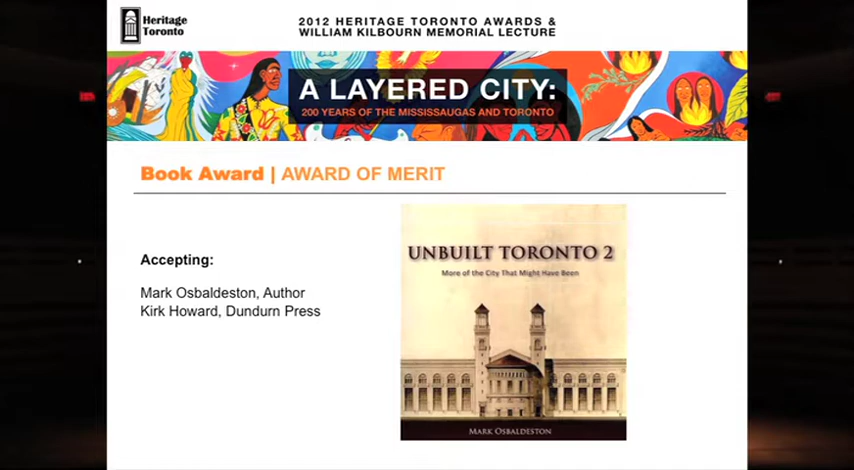 Heritage
Toronto
2012 HERITAGE TORONTO AWARDS &
WILLIAM KILBOURN MEMORIAL LECTURE
A LAYERED CITY:
200 YEARS OF THE MISSISSAUGAS AND TORONTO
Book Award | AWARD OF MERIT
Accepting:
Mark Osbaldeston, Author
Kirk Howard, Dundurn Press
UNBUILT TORONTO 2
More of the City That Might Have Been
MARK OSBALDESTON